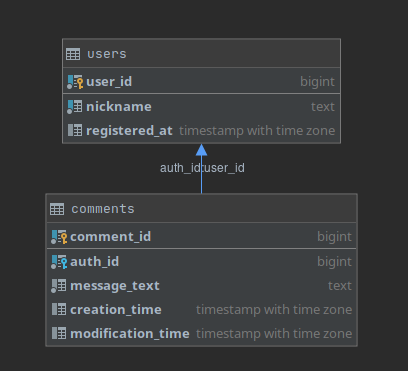 users
user_id bigint
nickname text
registered_at timestamp with time zone
auth_id:user_id
comments
comment_id bigint
auth_id bigint
message_text text
creation_time timestamp with time zone
modification_time timestamp with time zone